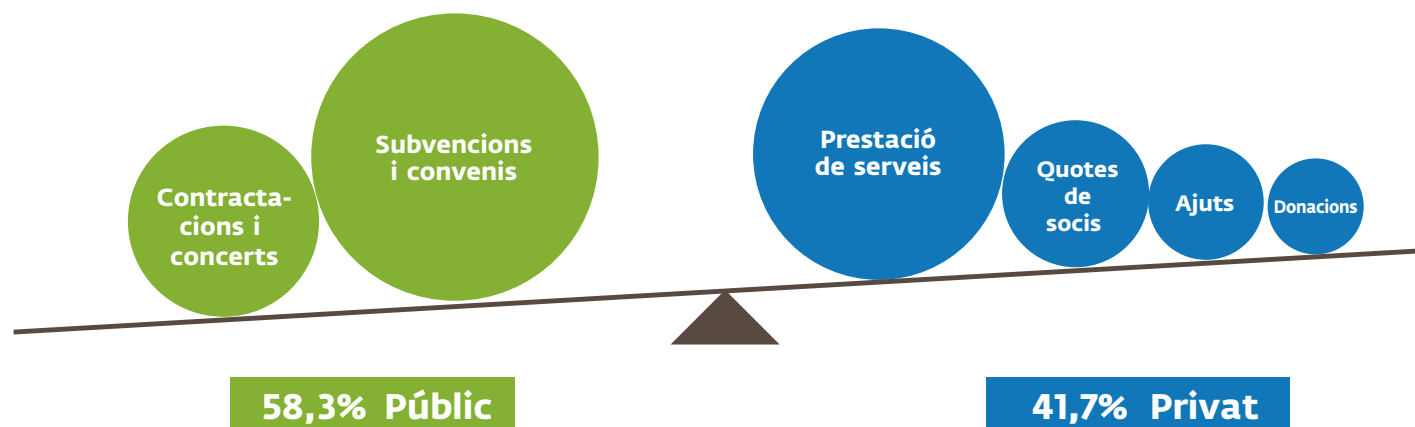 Contracta-
cions i
concerts
Subvencions
i convenis
Prestació
de serveis
Quotes
de
socis
Ajuts
Donacions
58,3% Públic
41,7% Privat